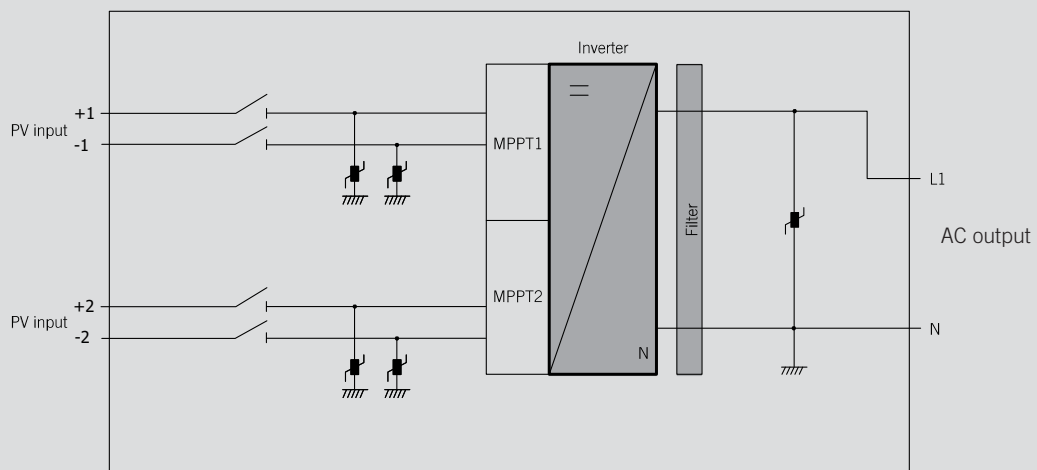 Inverter
+1
PV input
-1
MPPT1
L1
Filter
AC output
+2
MPPT2
PV input
-2
N
N